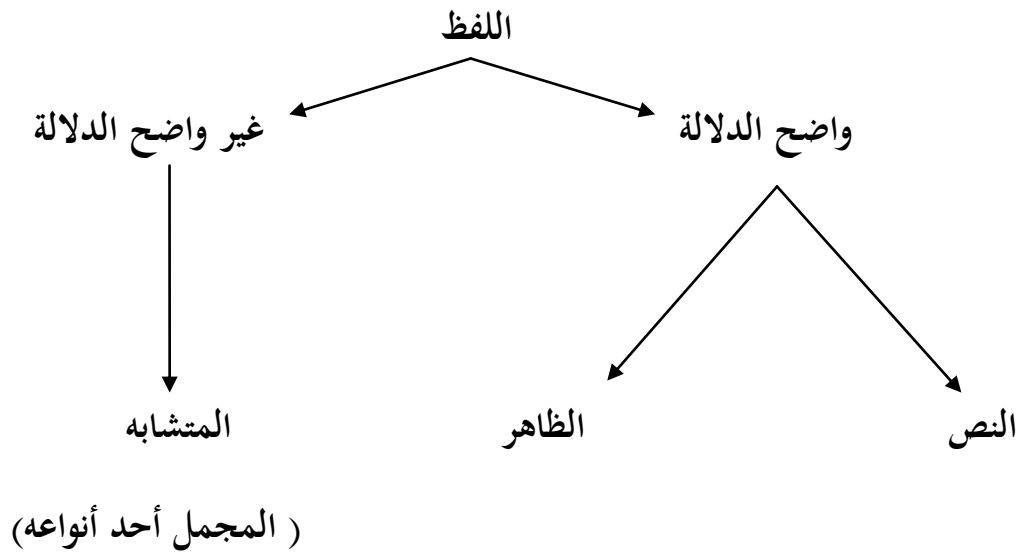 اللفظ
واضح الدلالة
غير واضح الدلالة
النص
الظاهر
المتشابه
( المجمل أحد أنواعه)